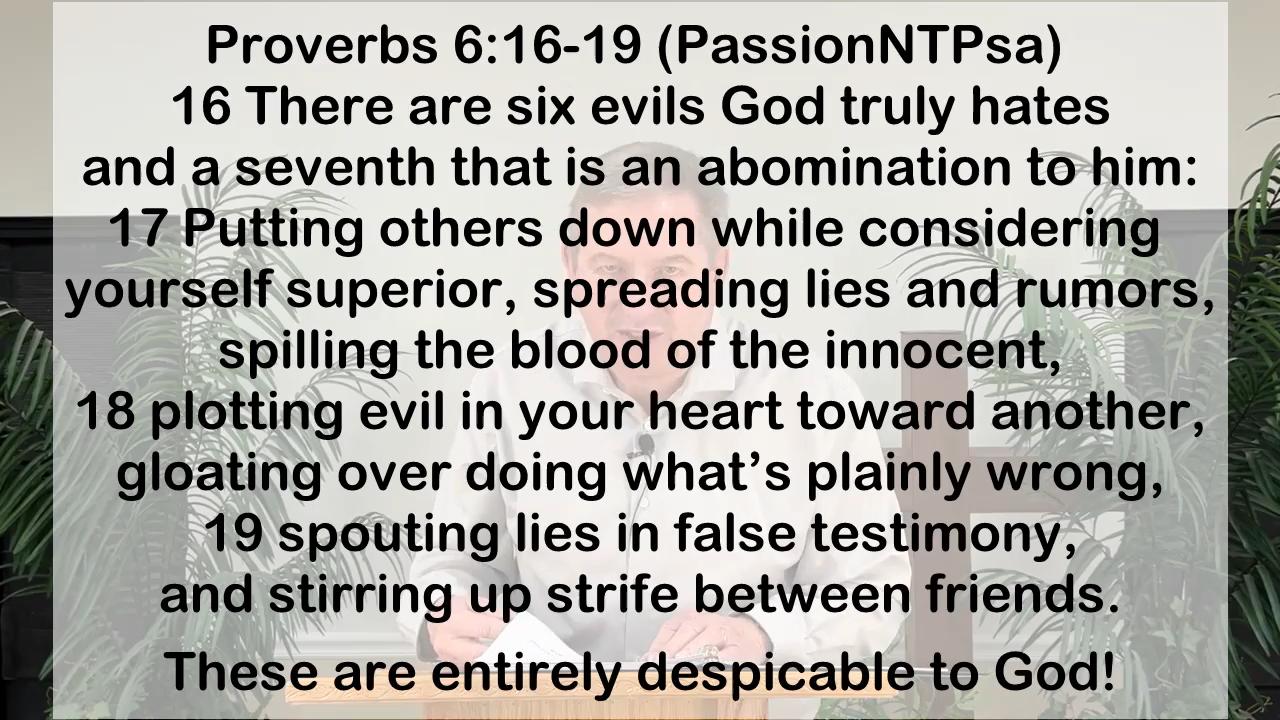 Proverbs 6:16-19 (PassionNTPsa)
16 There are six evils God truly hates
and a seventh that is an abomination to him:
17 Putting others down while considering
yourself superior, spreading lies and rumors,
spilling the blood of the innocent,
18 plotting evil in your heart toward another,
gloating over doing what’s plainly wrong,
19 spouting lies in false testimony,
and stirring up strife between friends.
These are entirely despicable to God!